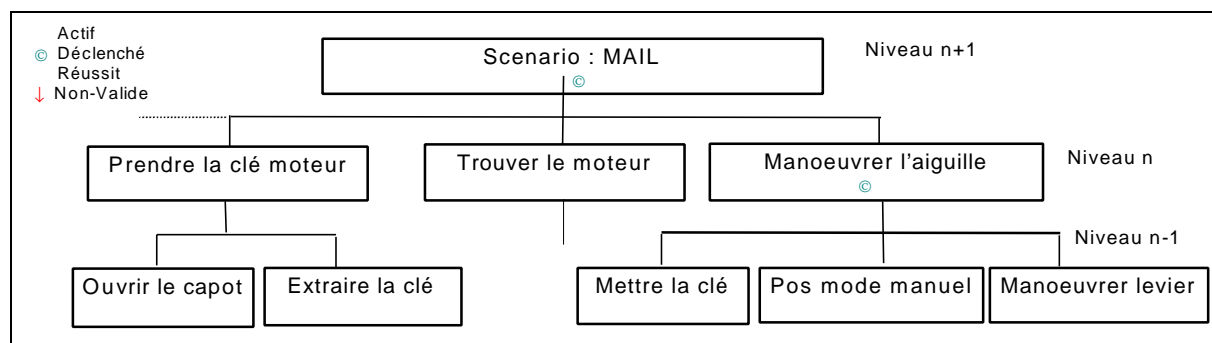 Actif
© Déclenché
Réussit
↓ Non-Valide
Scenario : MAIL
©
Niveau n+1
Prendre la clé moteur
Trouver le moteur
Manoeuvrer l'aiguille
©
Niveau n
Niveau n-1
Ouvrir le capot
Extraire la clé
Mettre la clé
Pos mode manuel
Manoeuvrer levier